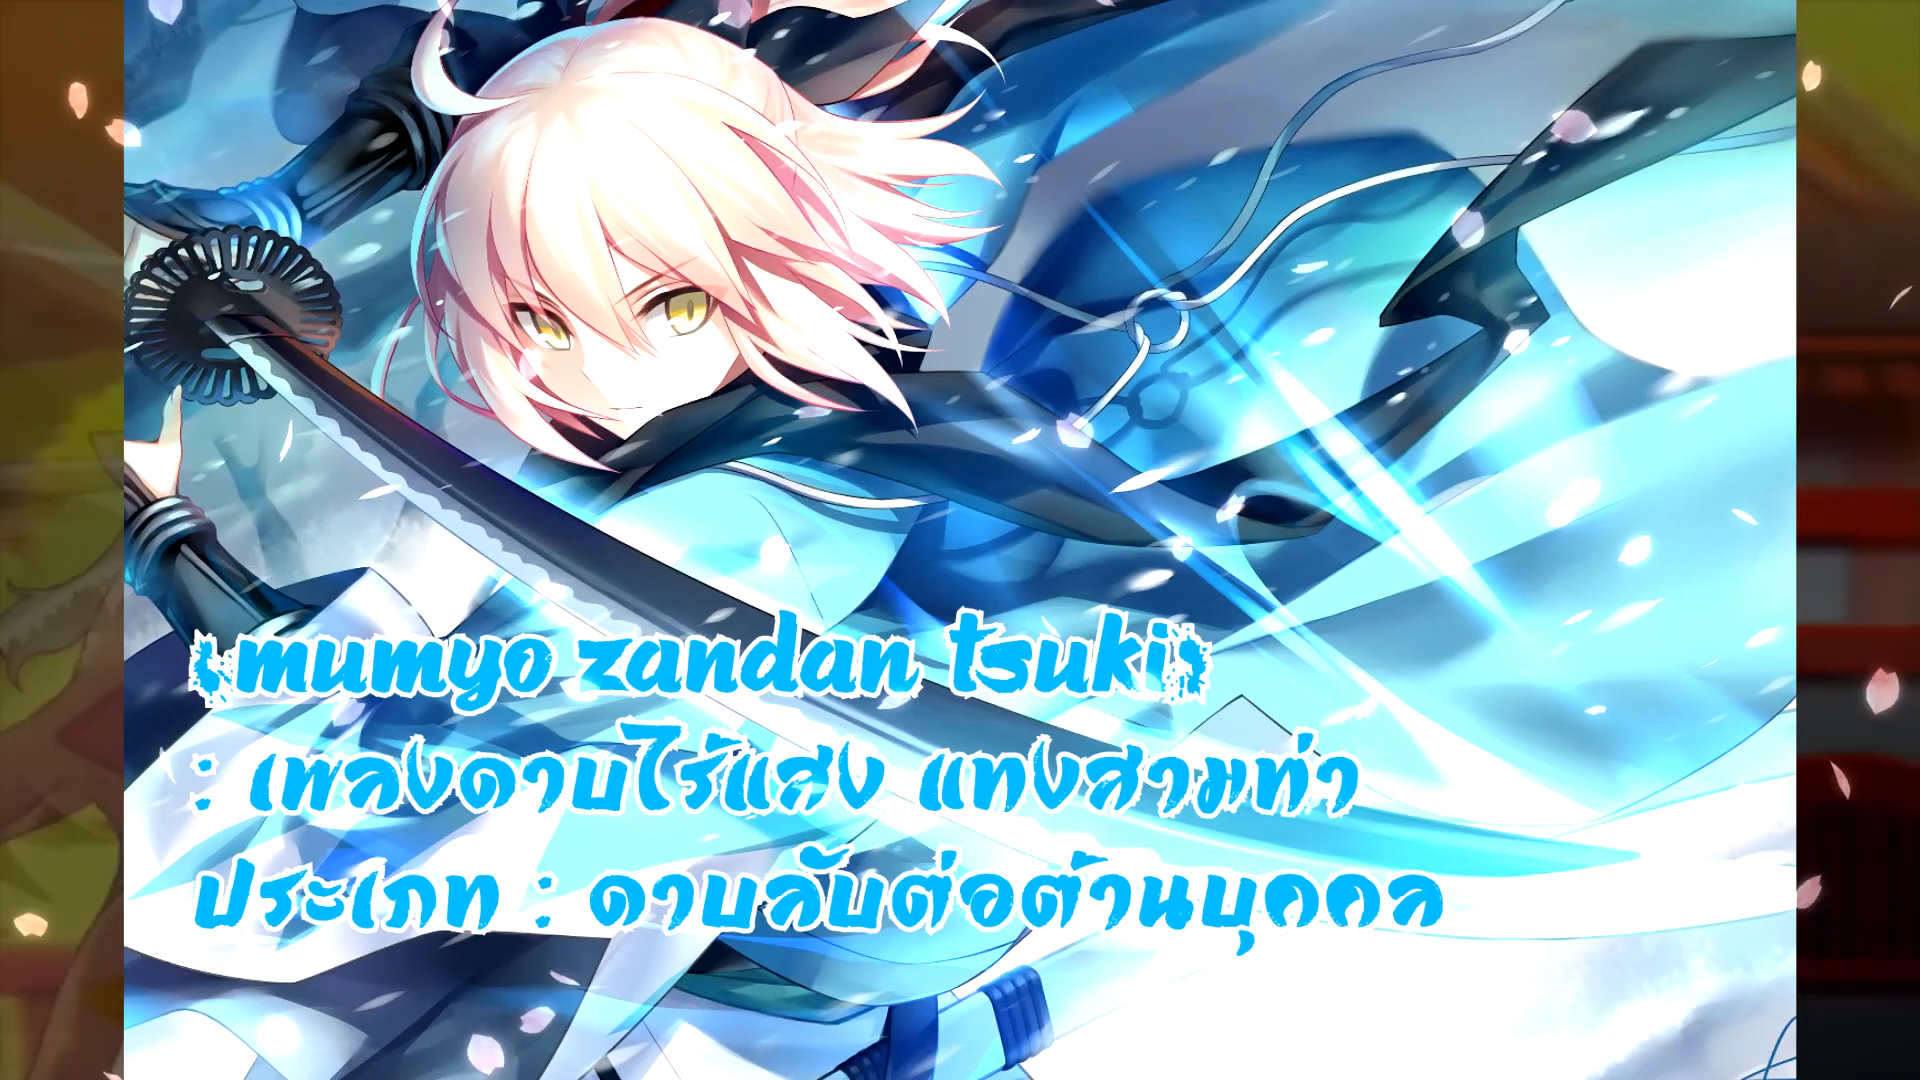 (mumyo zandan tsuki)
: เพลงดาบไร้แสง แทงสามท่า
ประเภท : ดาบลับต่อต้านบุคคล